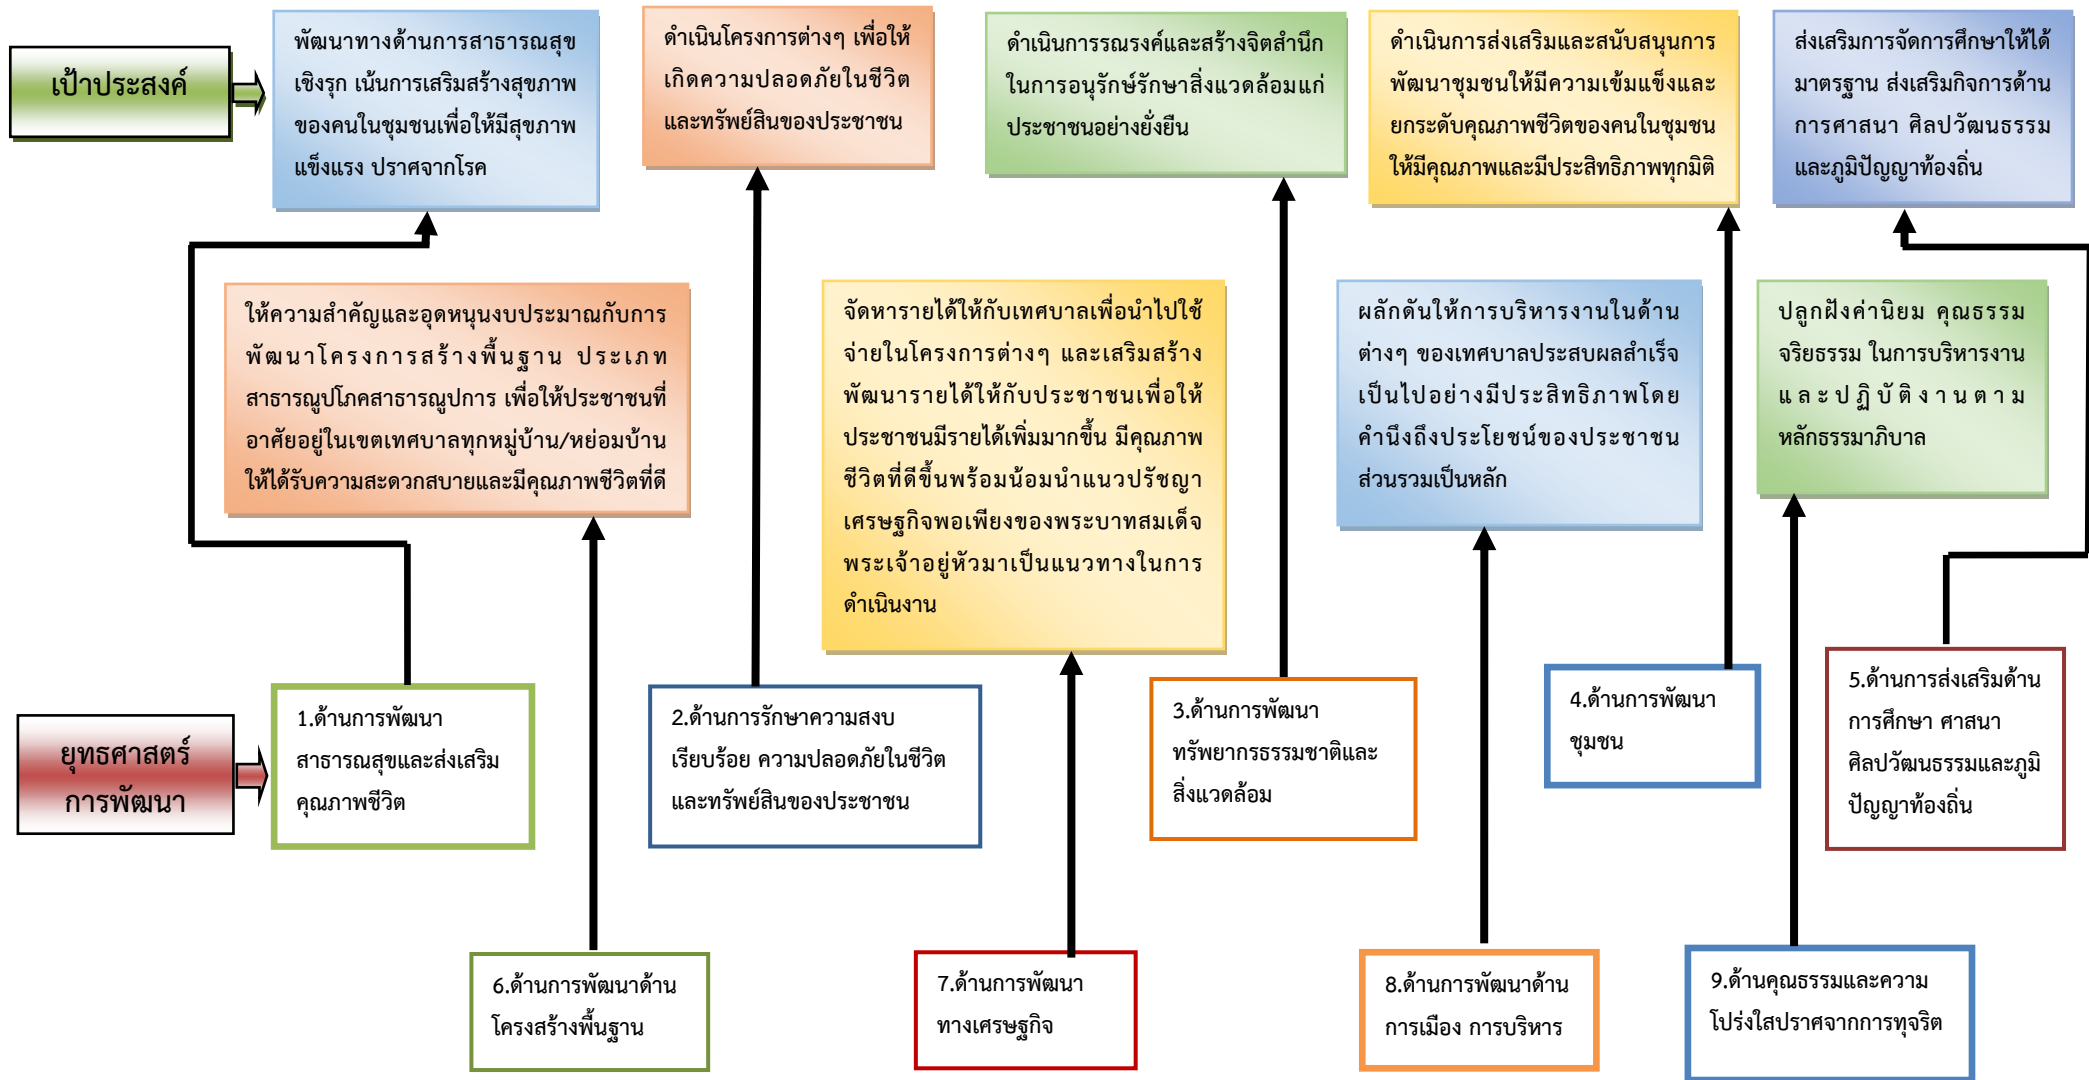 เป้าประสงค์
พัฒนาทางด้านการสาธารณสุข
เชิงรุก เน้นการเสริมสร้างสุขภาพ
ของคนในชุมชนเพื่อให้มีสุขภาพ
แข็งแรง ปราศจากโรค
ดำเนินโครงการต่างๆ เพื่อให้
เกิดความปลอดภัยในชีวิต
และทรัพย์สินของประชาชน
ดำเนินการรณรงค์และสร้างจิตสำนึก
ในการอนุรักษ์รักษาสิ่งแวดล้อมแก่
ประชาชนอย่างยั่งยืน
ดำเนินการส่งเสริมและสนับสนุนการ
พัฒนาชุมชนให้มีความเข้มแข็งและ
ยกระดับคุณภาพชีวิตของคนในชุมชน
ให้มีคุณภาพและมีประสิทธิภาพทุกมิติ
ส่งเสริมการจัดการศึกษาให้ได้
มาตรฐาน ส่งเสริมกิจการด้าน
การศาสนา ศิลปวัฒนธรรม
และภูมิปัญญาท้องถิ่น
ให้ความสำคัญและอุดหนุนงบประมาณกับการ
พัฒนาโครงการสร้างพื้นฐาน ประเภท
สาธารณูปโภคสาธารณูปการ เพื่อให้ประชาชนที่
อาศัยอยู่ในเขตเทศบาลทุกหมู่บ้าน/หย่อมบ้าน
ให้ได้รับความสะดวกสบายและมีคุณภาพชีวิตที่ดี
จัดหารายได้ให้กับเทศบาลเพื่อนำไปใช้
จ่ายในโครงการต่างๆ และเสริมสร้าง
พัฒนารายได้ให้กับประชาชนเพื่อให้
ประชาชนมีรายได้เพิ่มมากขึ้น มีคุณภาพ
ชีวิตที่ดีขึ้นพร้อมน้อมนำแนวปรัชญา
เศรษฐกิจพอเพียงของพระบาทสมเด็จ
พระเจ้าอยู่หัวมาเป็นแนวทางในการ
ดำเนินงาน
ผลักดันให้การบริหารงานในด้าน
ต่างๆ ของเทศบาลประสบผลสำเร็จ
เป็นไปอย่างมีประสิทธิภาพโดย
คำนึงถึงประโยชน์ของประชาชน
ส่วนรวมเป็นหลัก
ปลูกฝังค่านิยม คุณธรรม
จริยธรรม ในการบริหารงาน
และปฏิบัติงานตาม
หลักธรรมาภิบาล
ยุทธศาสตร์
การพัฒนา
1.ด้านการพัฒนา
สาธารณสุขและส่งเสริม
คุณภาพชีวิต
2.ด้านการรักษาความสงบ
เรียบร้อย ความปลอดภัยในชีวิต
และทรัพย์สินของประชาชน
3.ด้านการพัฒนา
ทรัพยากรธรรมชาติและ
สิ่งแวดล้อม
4.ด้านการพัฒนา
ชุมชน
5.ด้านการส่งเสริมด้าน
การศึกษา ศาสนา
ศิลปวัฒนธรรมและภูมิ
ปัญญาท้องถิ่น
6.ด้านการพัฒนาด้าน
โครงสร้างพื้นฐาน
7.ด้านการพัฒนา
ทางเศรษฐกิจ
8.ด้านการพัฒนาด้าน
การเมือง การบริหาร
9.ด้านคุณธรรมและความ
โปร่งใสปราศจากการทุจริต